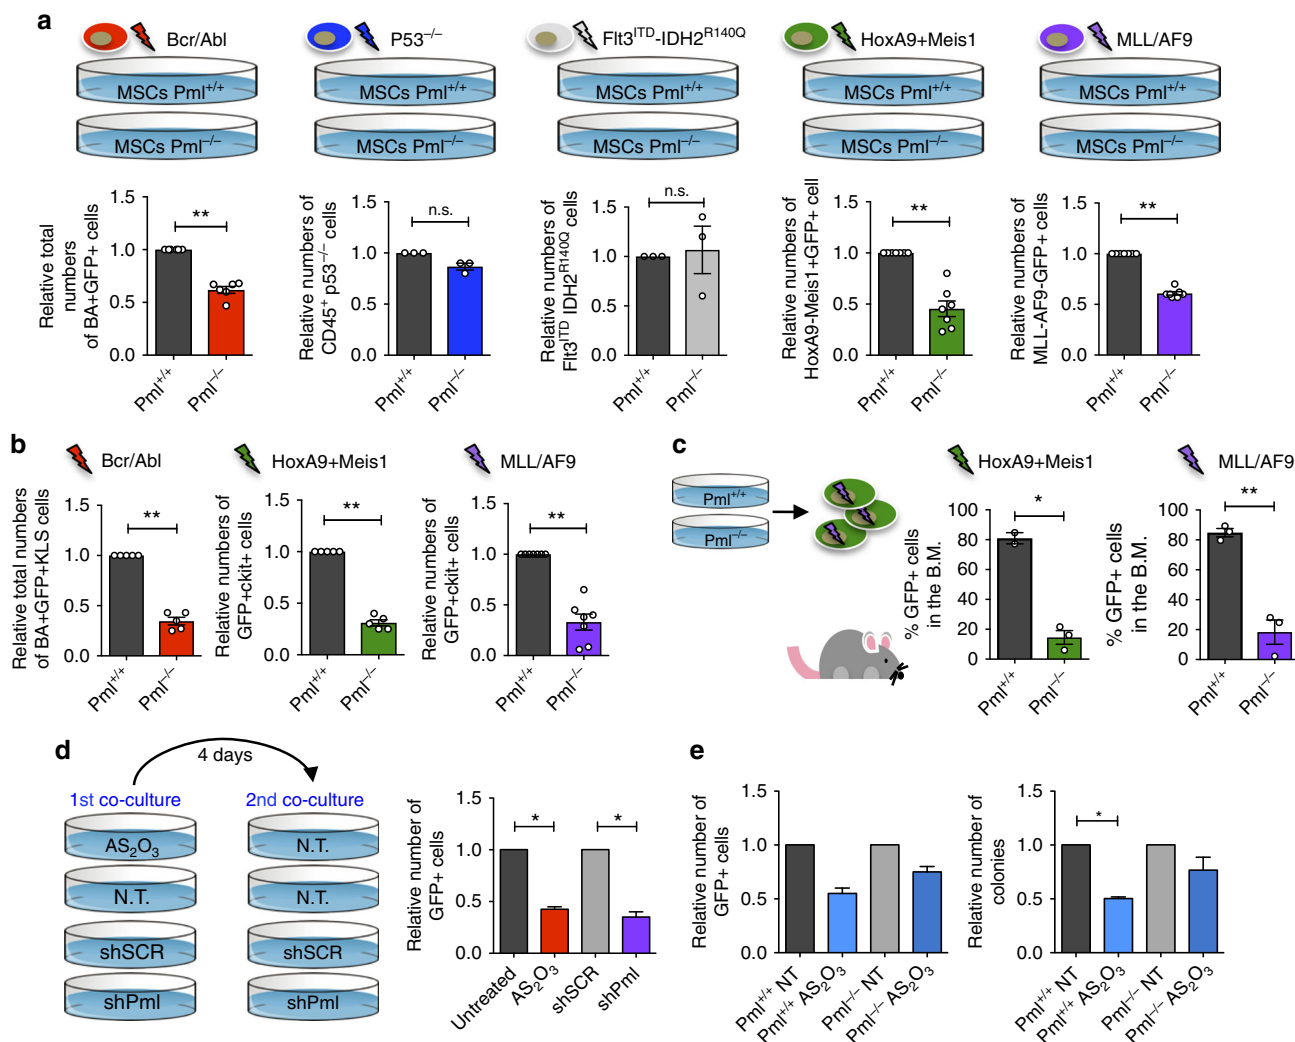 a
Bcr/Abl
P53−/−
Flt3ITD-IDH2R140Q
HoxA9+Meis1
MLL/AF9
MSCs Pml+/+
MSCs Pml+/+
MSCs Pml+/+
MSCs Pml+/+
MSCs Pml+/+
MSCs Pml−/−
MSCs Pml−/−
MSCs Pml−/−
MSCs Pml−/−
MSCs Pml−/−
Relative total
numbers
of BA+GFP+ cells
1.5
1.0
0.5
0.0
**
Pml+/+
Pml−/−
Relative numbers of
CD45+ p53−/− cells
1.5
1.0
0.5
0.0
n.s.
Pml+/+
Pml−/−
Relative numbers of
Flt3ITD IDH2R140Q cells
1.5
1.0
0.5
0.0
n.s.
Pml+/+
Pml−/−
Relative numbers of
HoxA9-Meis1+GFP+ cell
1.5
1.0
0.5
0.0
**
Pml+/+
Pml−/−
Relative numbers of
MLL-AF9-GFP+ cells
1.5
1.0
0.5
0.0
**
Pml+/+
Pml−/−
b
Bcr/Abl
HoxA9+Meis1
MLL/AF9
Relative total numbers
of BA+GFP+KLS cells
1.5
1.0
0.5
0.0
**
Pml+/+
Pml−/−
Relative numbers of
GFP+ckit+ cells
1.5
1.0
0.5
0.0
**
Pml+/+
Pml−/−
Relative numbers of
GFP+ckit+ cells
1.5
1.0
0.5
0.0
**
Pml+/+
Pml−/−
c
Pml+/+
Pml−/−
HoxA9+Meis1
MLL/AF9
% GFP+ cells
in the B.M.
100
80
60
40
20
0
*
Pml+/+
Pml−/−
% GFP+ cells
in the B.M.
100
80
60
40
20
0
**
Pml+/+
Pml−/−
d
4 days
1st co-culture
2nd co-culture
AS2O3
N.T.
N.T.
N.T.
shSCR
shSCR
shPml
shPml
Relative number of
GFP+ cells
1.5
1.0
0.5
0.0
*
*
Untreated
AS2O3
shSCR
shPml
e
Relative number of
GFP+ cells
1.5
1.0
0.5
0.0
Pml+/+ NT
Pml+/+ AS2O3
Pml−/− NT
Pml−/− AS2O3
Relative number of
colonies
1.5
1.0
0.5
0.0
*
Pml+/+ NT
Pml+/+ AS2O3
Pml−/− NT
Pml−/− AS2O3